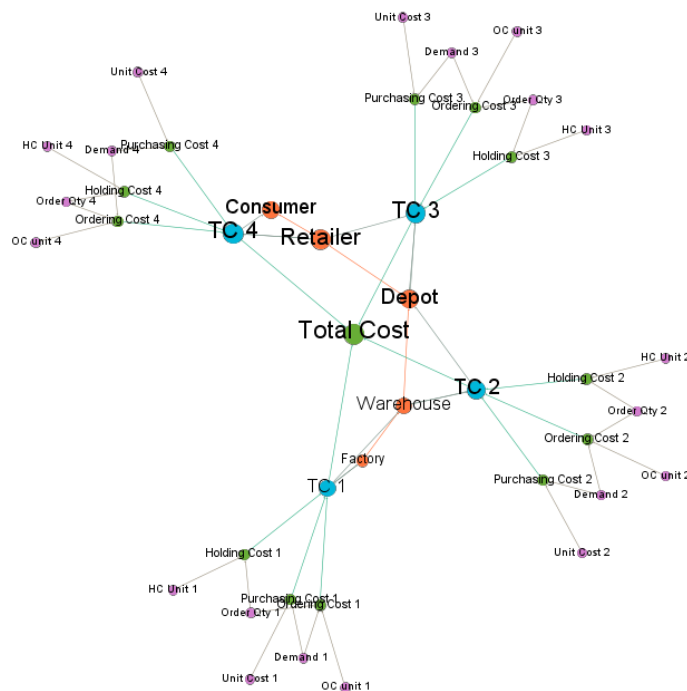 Unit Cost 3
OC unit 3
Demand 3
Unit Cost 4
Purchasing Cost 3
Order Qty 3
Ordering Cost 3
HC Unit 3
HC Unit 4
Purchasing Cost 4
Demand 4
Holding Cost 3
Holding Cost 4
Order Qty 4
Consumer
TC 3
Ordering Cost 4
TC 4
Retailer
OC unit 4
Depot
Total Cost
HC Unit 2
Holding Cost 2
TC 2
Warehouse
Order Qty 2
Ordering Cost 2
Factory
OC unit 2
Purchasing Cost 2
TC 1
Demand 2
Holding Cost 1
Unit Cost 2
HC Unit 1
Purchasing Cost 1
Ordering Cost 1
Order Qty 1
Demand 1
Unit Cost 1
OC unit 1